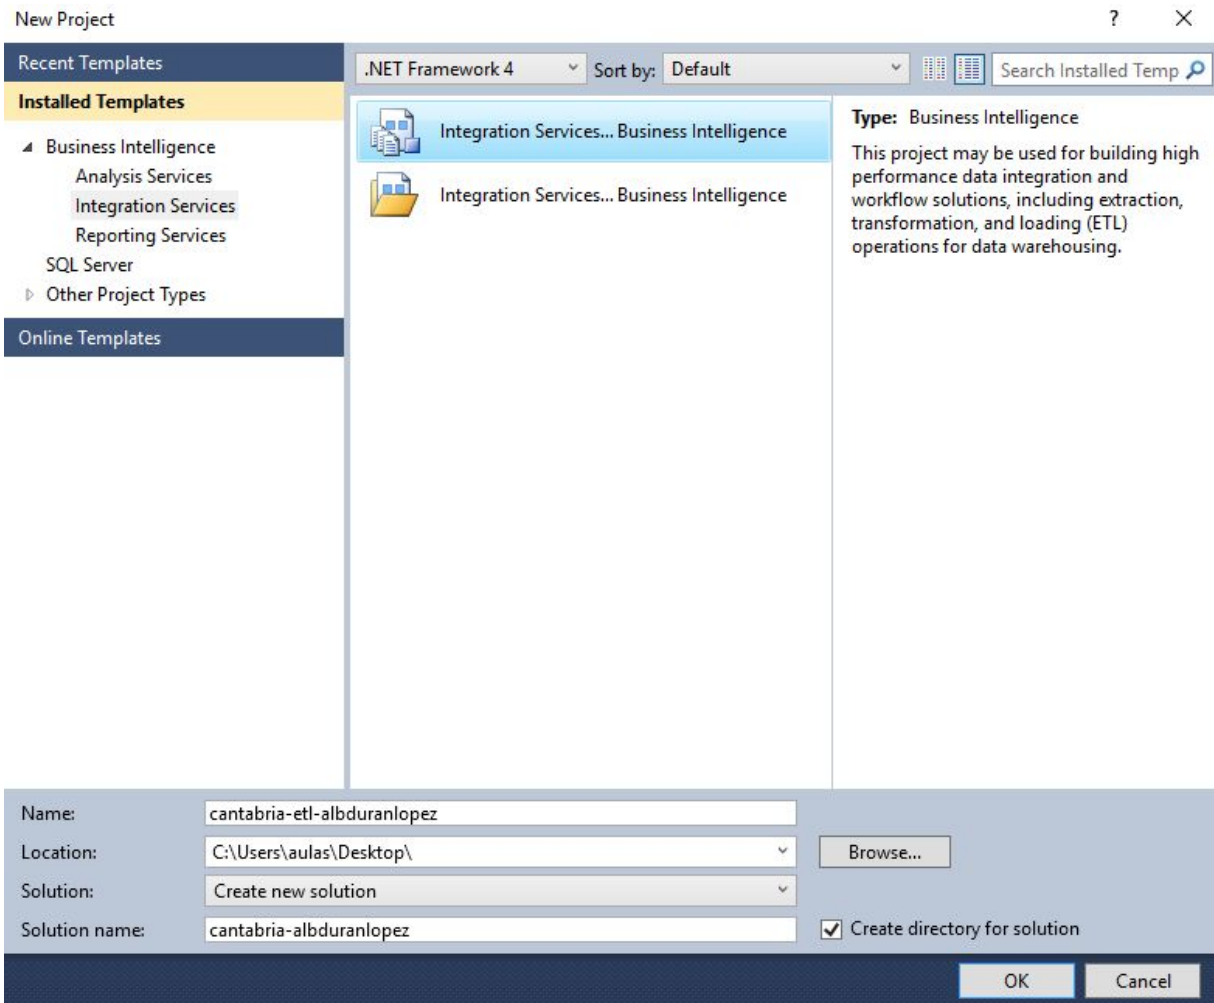 New Project
?
Recent Templates
Installed Templates
Business Intelligence
Analysis Services
Integration Services
Reporting Services
SQL Server
Other Project Types
Online Templates
.NET Framework 4
Sort by:
Default
Search Installed Temp
Integration Services... Business Intelligence
Integration Services... Business Intelligence
Type: Business Intelligence
This project may be used for building high
performance data integration and
workflow solutions, including extraction,
transformation, and loading (ETL)
operations for data warehousing.
Name:
cantabria-etl-albduranlopez
Location:
C:\Users\aulas\Desktop\
Browse...
Solution:
Create new solution
Solution name:
cantabria-albduranlopez
Create directory for solution
OK
Cancel